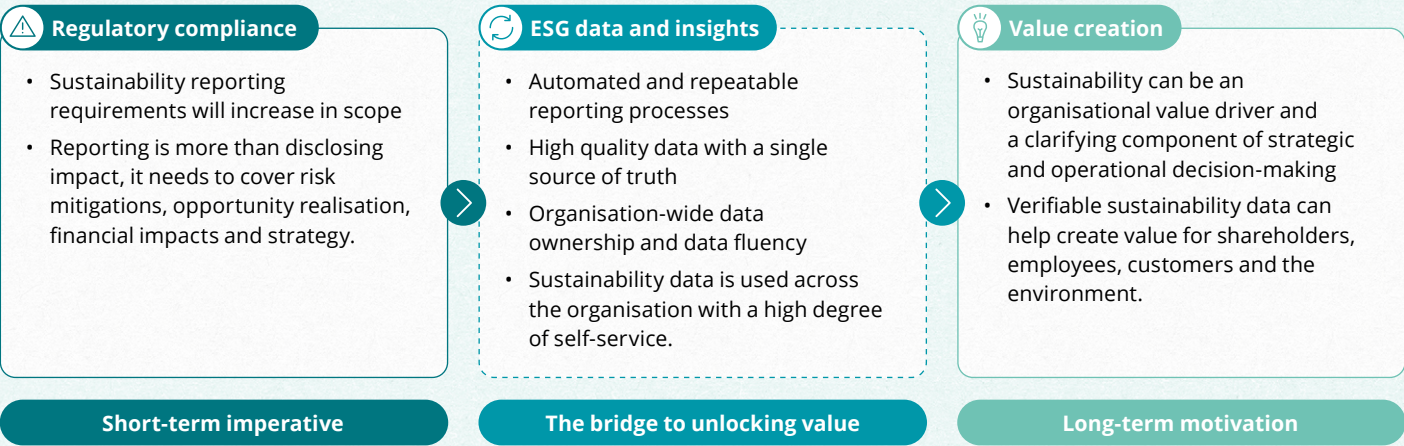 Regulatory compliance
• Sustainability reporting
requirements will increase in scope
• Reporting is more than disclosing
impact, it needs to cover risk
mitigations, opportunity realisation,
financial impacts and strategy.
Short-term imperative
ESG data and insights
• Automated and repeatable
reporting processes
• High quality data with a single
source of truth
• Organisation-wide data
ownership and data fluency
• Sustainability data is used across
the organisation with a high degree
of self-service.
The bridge to unlocking value
Value creation
• Sustainability can be an
organisational value driver and
a clarifying component of strategic
and operational decision-making
• Verifiable sustainability data can
help create value for shareholders,
employees, customers and the
environment.
Long-term motivation